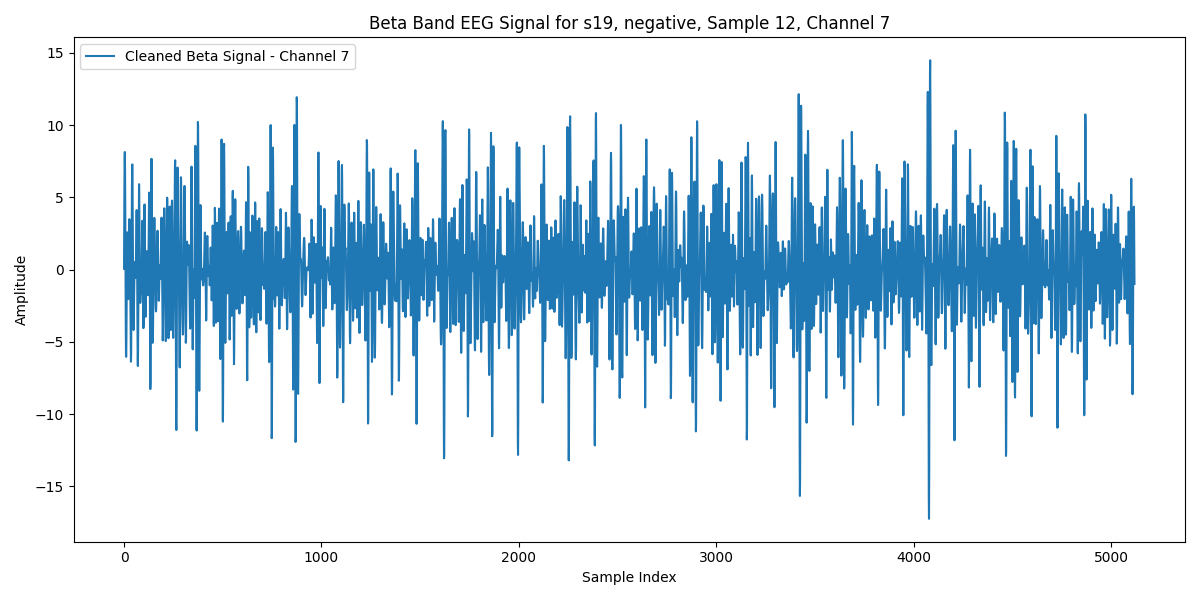 Beta Band EEG Signal for s19, negative, Sample 12, Channel 7
Cleaned Beta Signal - Channel 7
15
10
5
0
−5
−10
−15
Amplitude
0 1000 2000 3000 4000 5000
Sample Index